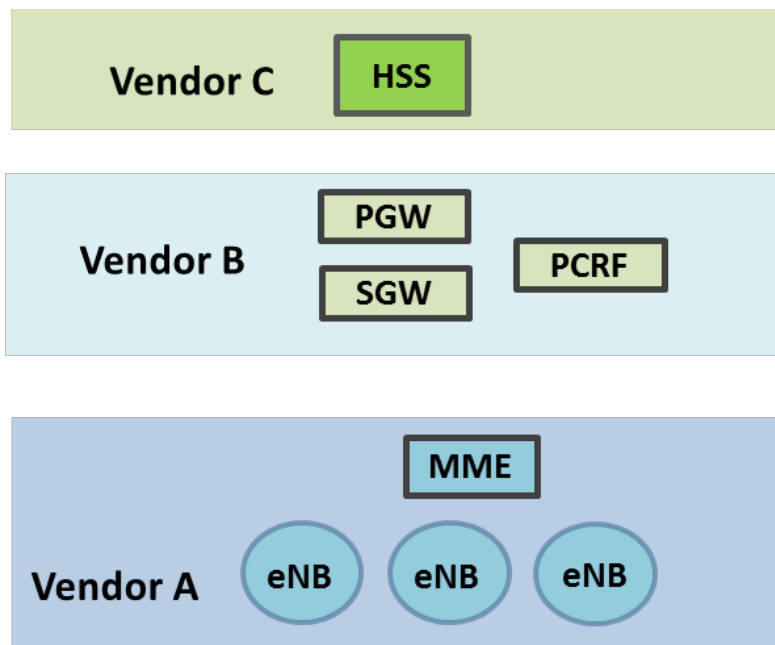 Vendor C
HSS
PGW
Vendor B
PCRF
SGW
MME
Vendor A
eNB
eNB
eNB